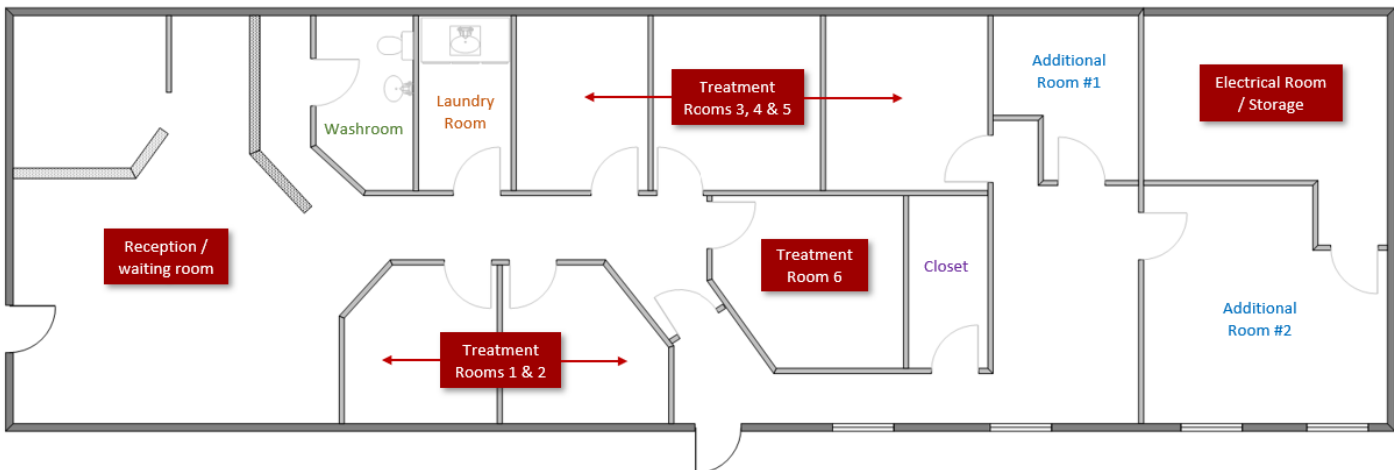 Washroom
Laundry
Room
Treatment
Rooms 3, 4 & 5
Additional
Room #1
Electrical Room
/ Storage
Reception /
waiting room
Treatment
Room 6
Closet
Additional
Room #2
Treatment
Rooms 1 & 2